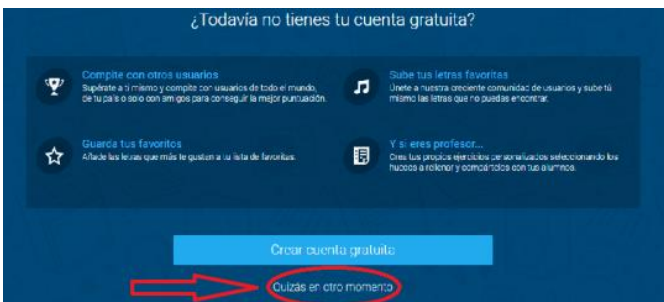 ¿Todavía no tienes tu cuenta gratuita?
Compite con otros usuarios
Supérate a ti mismo y compite con usuarios de todo el mundo,
de tu país o solo con amigos para conseguir la mejor puntuación.
Sube tus letras favoritas
Únete a nuestra creciente comunidad de usuarios y sube tú
mismo las letras que no puedas encontrar.
Guarda tus favoritos
Añade las letras que más te gustan a tu lista de favoritas.
Y si eres profesor...
Crea tus propios ejercicios personalizados seleccionando los
huecos a rellenar y compártelos con tus alumnos.
Crear cuenta gratuita
Quizás en otro momento